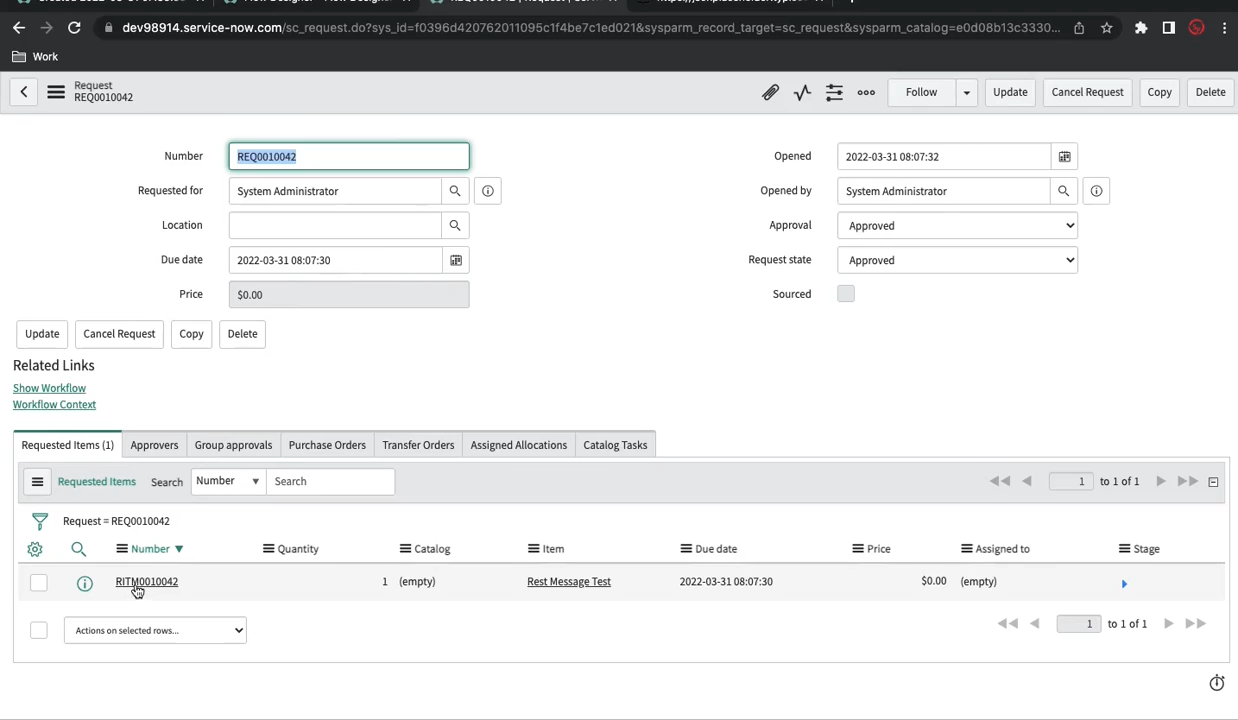 dev98914.service-now.com/sc_request.do?sys_id=f0396d420762011095c1f4be7c1ed021&sysparm_record_target=sc_request&sysparm_catalog=e0d08b13c3330...
Work
Request
REQ0010042
Follow
Update
Cancel Request
Copy
Delete
Number
REQ0010042
Opened
2022-03-31 08:07:32
Requested for
System Administrator
Opened by
System Administrator
Location
Approval
Approved
Due date
2022-03-31 08:07:30
Request state
Approved
Price
$0.00
Sourced
Update
Cancel Request
Copy
Delete
Related Links
Show Workflow
Workflow Context
Requested Items (1)
Approvers
Group approvals
Purchase Orders
Transfer Orders
Assigned Allocations
Catalog Tasks
Requested Items
Search
Number
Search
1 to 1 of 1
Request = REQ0010042
Number
Quantity
Catalog
Item
Due date
Price
Assigned to
Stage
RITM0010042
1
(empty)
Rest Message Test
2022-03-31 08:07:30
$0.00
(empty)
Actions on selected rows...
1 to 1 of 1